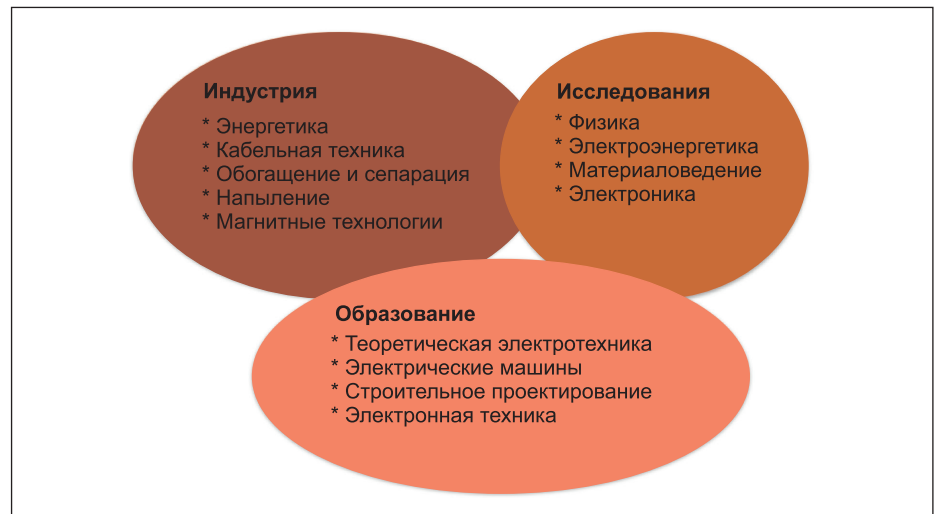 Индустрия
* Энергетика
* Кабельная техника
* Обогащение и сепарация
* Напыление
* Магнитные технологии
Исследования
* Физика
* Электроэнергетика
* Материаловедение
* Электроника
Образование
* Теоретическая электротехника
* Электрические машины
* Строительное проектирование
* Электронная техника